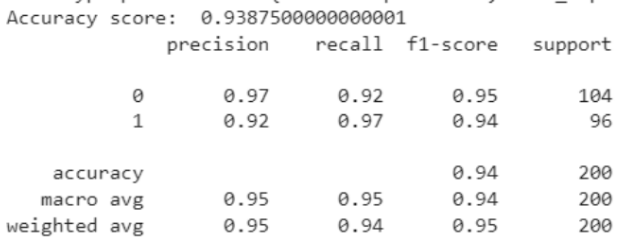 Accuracy score: 0.9387500000000001
precision recall f1-score support
0 0.97 0.92 0.95 104
1 0.92 0.97 0.94 96
accuracy 0.94 200
macro avg 0.95 0.95 0.94 200
weighted avg 0.95 0.94 0.95 200